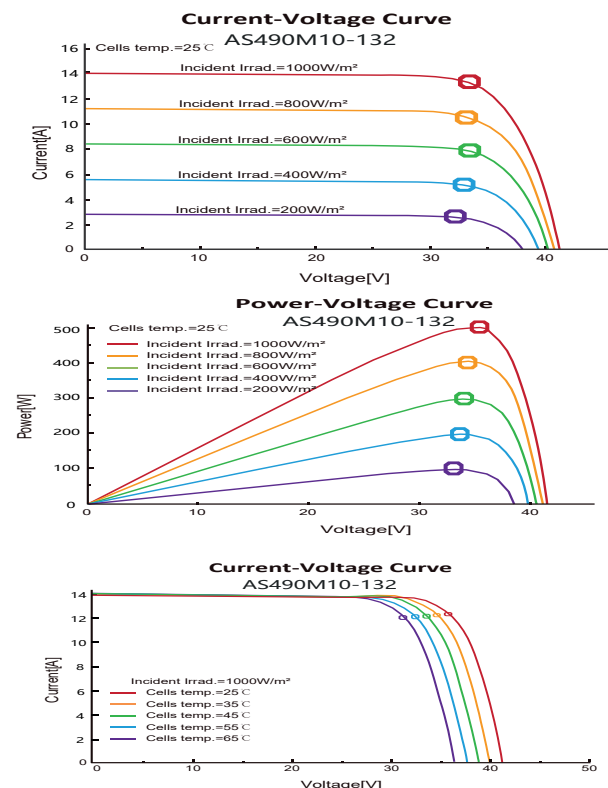 Current-Voltage Curve
AS490M10-132
Cells temp.=25℃
Incident Irrad.=1000W/m²
Incident Irrad.=800W/m²
Incident Irrad.=600W/m²
Incident Irrad.=400W/m²
Incident Irrad.=200W/m²
Current[A]
16
14
12
10
8
6
4
2
0
0 10 20 30 40
Voltage[V]
Power-Voltage Curve
AS490M10-132
Cells temp.=25℃
Incident Irrad.=1000W/m²
Incident Irrad.=800W/m²
Incident Irrad.=600W/m²
Incident Irrad.=400W/m²
Incident Irrad.=200W/m²
Power[W]
500
400
300
200
100
0
0 10 20 30 40
Voltage[V]
Current-Voltage Curve
AS490M10-132
Incident Irrad.=1000W/m²
Cells temp.=25℃
Cells temp.=35℃
Cells temp.=45℃
Cells temp.=55℃
Cells temp.=65℃
Current[A]
14
12
10
8
6
4
2
0
0 10 20 30 40 50
Voltage[V]